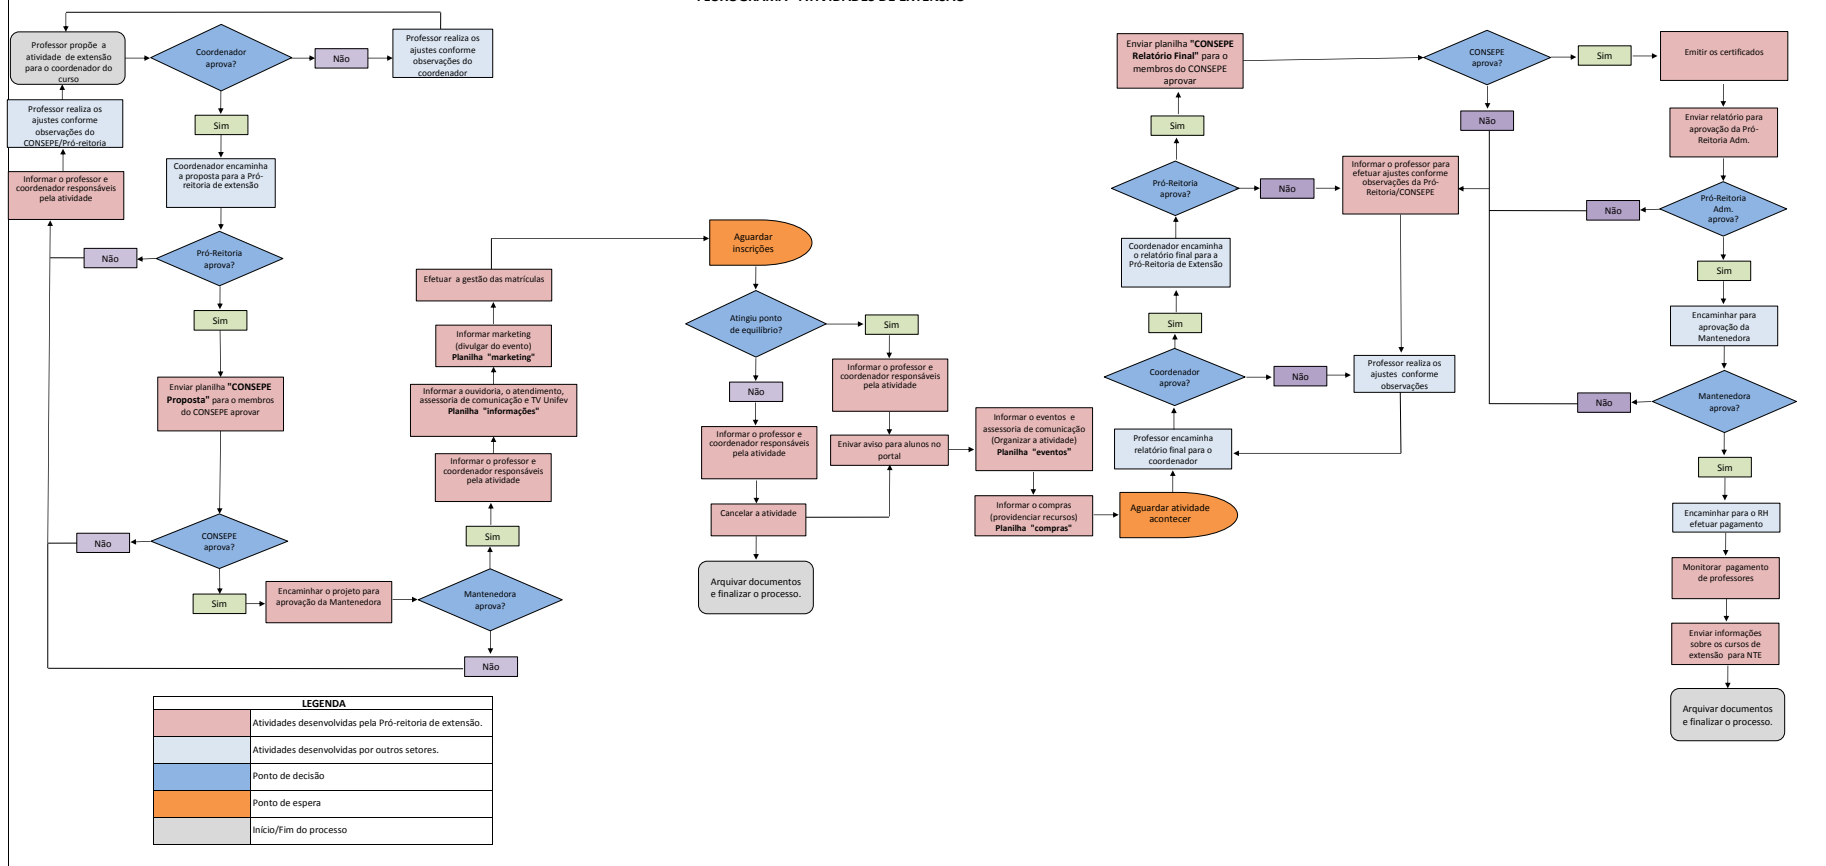 FLUXOGRAMA - ATIVIDADES DE EXTENSÃO
Professor propõe a
atividade de extensão
para o coordenador do
curso
Coordenador
aprova?
Não
Professor realiza os
ajustes conforme
observações do
coordenador
Professor realiza os
ajustes conforme
observações do
CONSEPE/Pró-reitoria
Sim
Coordenador encaminha
a proposta para a Pró-
reitoria de extensão
Informar o professor e
coordenador responsáveis
pela atividade
Não
Pró-Reitoria
aprova?
Sim
Enviar planilha "CONSEPE
Proposta" para o membros
do CONSEPE aprovar
Não
CONSEPE
aprova?
Sim
Encaminhar o projeto para
aprovação da Mantenedora
Mantenedora
aprova?
Não
Sim
Informar o professor e
coordenador responsáveis
pela atividade
Informar a ouvidoria, o atendimento,
assessoria de comunicação e TV Unifev
Planilha "informações"
Informar marketing
(divulgar do evento)
Planilha "marketing"
Efetuar a gestão das matrículas
Aguardar
inscrições
Atingiu ponto
de equilíbrio?
Sim
Não
Informar o professor e
coordenador responsáveis
pela atividade
Cancelar a atividade
Arquivar documentos
e finalizar o processo.
Informar o professor e
coordenador responsáveis
pela atividade
Enivar aviso para alunos no
portal
Informar o eventos e
assessoria de comunicação
(Organizar a atividade)
Planilha "eventos"
Informar o compras
(providenciar recursos)
Planilha "compras"
Aguardar atividade
acontecer
Professor encaminha
relatório final para o
coordenador
Coordenador
aprova?
Não
Professor realiza os
ajustes conforme
observações
Sim
Coordenador encaminha
o relatório final para a
Pró-Reitoria de Extensão
Pró-Reitoria
aprova?
Não
Informar o professor para
efetuar ajustes conforme
observações da Pró-
Reitoria/CONSEPE
Sim
Enviar planilha "CONSEPE
Relatório Final" para o
membros do CONSEPE
aprovar
CONSEPE
aprova?
Não
Sim
Emitir os certificados
Enviar relatório para
aprovação da Pró-
Reitoria Adm.
Pró-Reitoria
Adm.
aprova?
Não
Sim
Encaminhar para
aprovação da
Mantenedora
Mantenedora
aprova?
Não
Sim
Encaminhar para o RH
efetuar pagamento
Monitorar pagamento
de professores
Enviar informações
sobre os cursos de
extensão para NTE
Arquivar documentos
e finalizar o processo.
LEGENDA
Atividades desenvolvidas pela Pró-reitoria de extensão.
Atividades desenvolvidas por outros setores.
Ponto de decisão
Ponto de espera
Início/Fim do processo